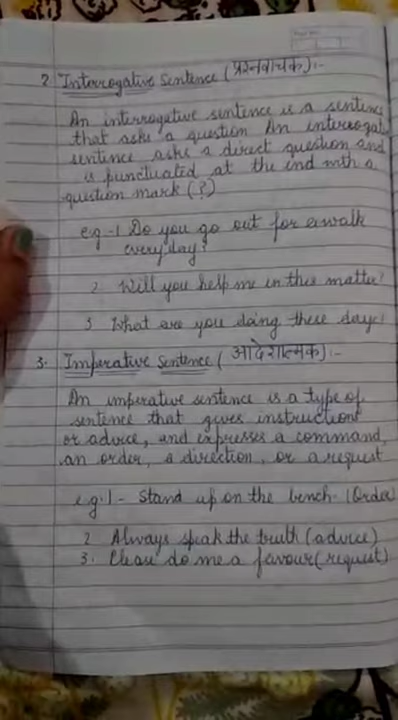 2 Interrogative Sentence (प्रश्नवाचक):-
An interrogative sentence is a sentence
that asks a question An interrogat
sentence asks a direct question and
is punctuated at the end with a
question mark (?)
e.g -1 Do you go out for a walk
everyday?
2 Will you help me in this matter?
3 What are you doing these days?
3. Imperative Sentence (आदेशात्मक):-
An imperative sentence is a type of
sentence that gives instructions
or advice, and expresses a command,
an order, a direction, or a request
e.g 1- Stand up on the bench (Order)
2 Always speak the truth (advice)
3. Please do me a favour (request)